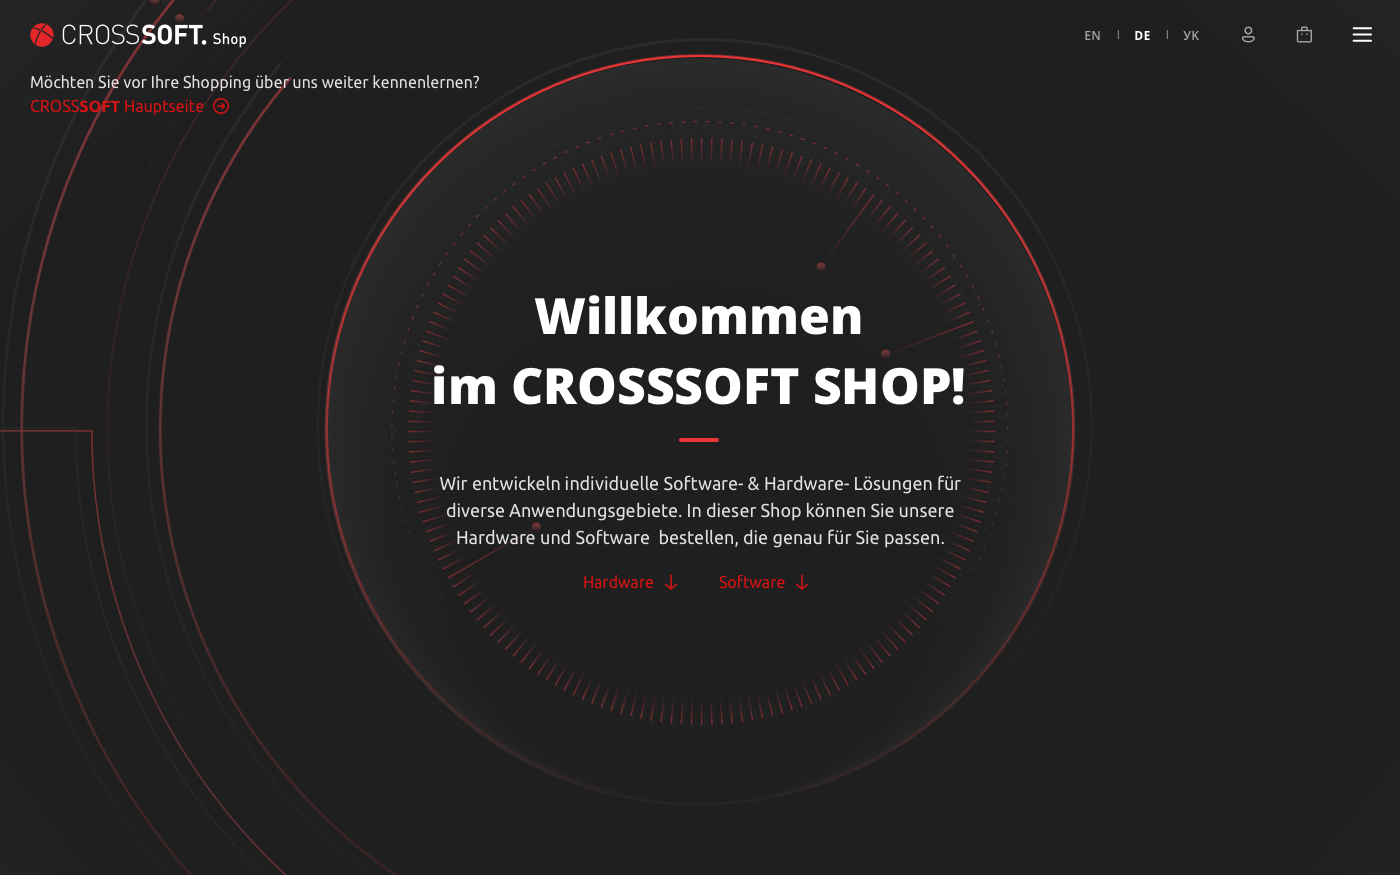 CROSSSOFT. Shop
EN | DE | УК
Möchten Sie vor Ihre Shopping über uns weiter kennenlernen?
CROSSSOFT Hauptseite
Willkommen
im CROSSSOFT SHOP!
Wir entwickeln individuelle Software- & Hardware- Lösungen für
diverse Anwendungsgebiete. In dieser Shop können Sie unsere
Hardware und Software  bestellen, die genau für Sie passen.
Hardware Software